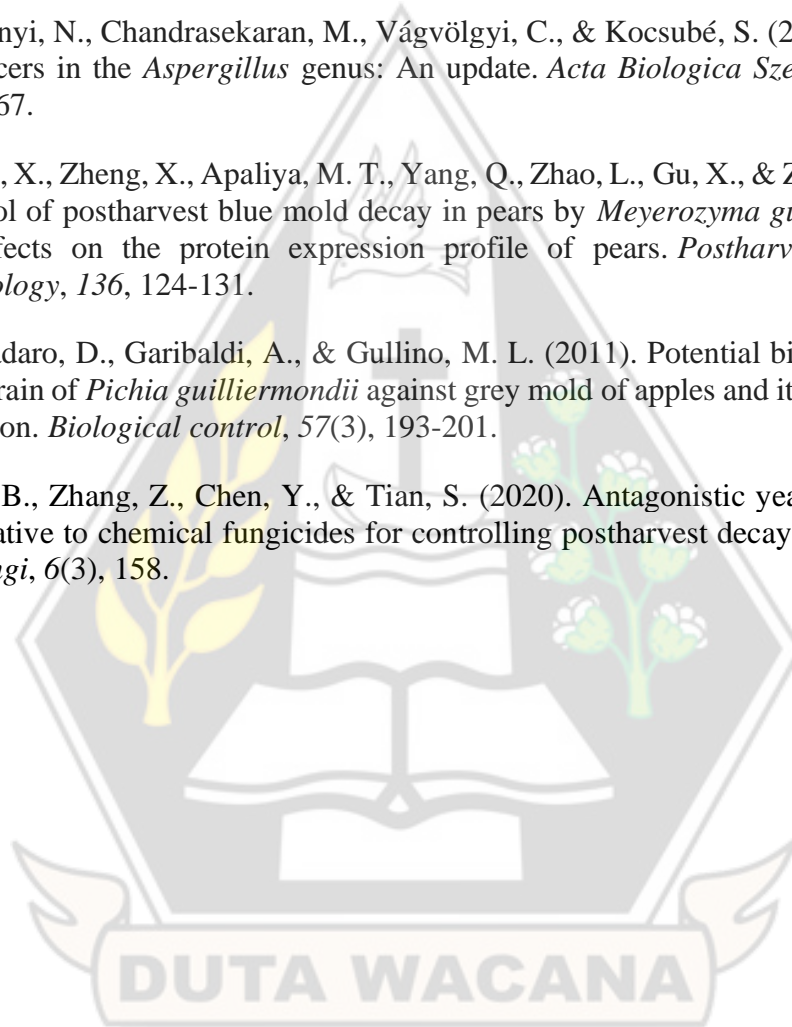 nyi, N., Chandrasekaran, M., Vágvölgyi, C., & Kocsubé, S. (2
cers in the Aspergillus genus: An update. Acta Biologica Sze
67.
, X., Zheng, X., Apaliya, M. T., Yang, Q., Zhao, L., Gu, X., & Z
ol of postharvest blue mold decay in pears by Meyerozyma gu
ffects on the protein expression profile of pears. Postharv
ology, 136, 124-131.
adaro, D., Garibaldi, A., & Gullino, M. L. (2011). Potential bi
rain of Pichia guilliermondii against grey mold of apples and it
on. Biological control, 57(3), 193-201.
B., Zhang, Z., Chen, Y., & Tian, S. (2020). Antagonistic yea
ative to chemical fungicides for controlling postharvest decay
ngi, 6(3), 158.
DUTA WACANA